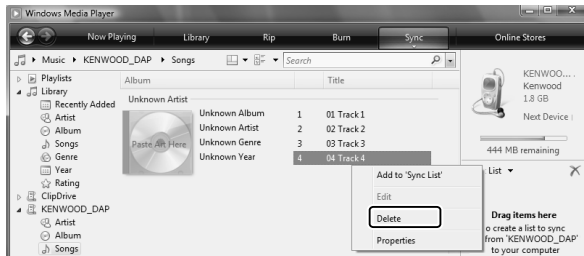 Windows Media Player
Now Playing Library Rip Burn Sync Online Stores
Music KENWOOD_DAP Songs Search
Playlists
Library
Recently Added
Artist
Album
Songs
Genre
Year
Rating
ClipDrive
KENWOOD_DAP
Artist
Album
Songs
Album Title
Unknown Artist
Paste Art Here
Unknown Album 1 01 Track 1
Unknown Artist 2 02 Track 2
Unknown Genre 3 03 Track 3
Unknown Year 4 04 Track 4
Add to 'Sync List'
Edit
Delete
Properties
KENWOO...
Kenwood
1.8 GB
Next Device
444 MB remaining
List
Drag items here
o create a list to sync
from 'KENWOOD_DAP'
to your computer